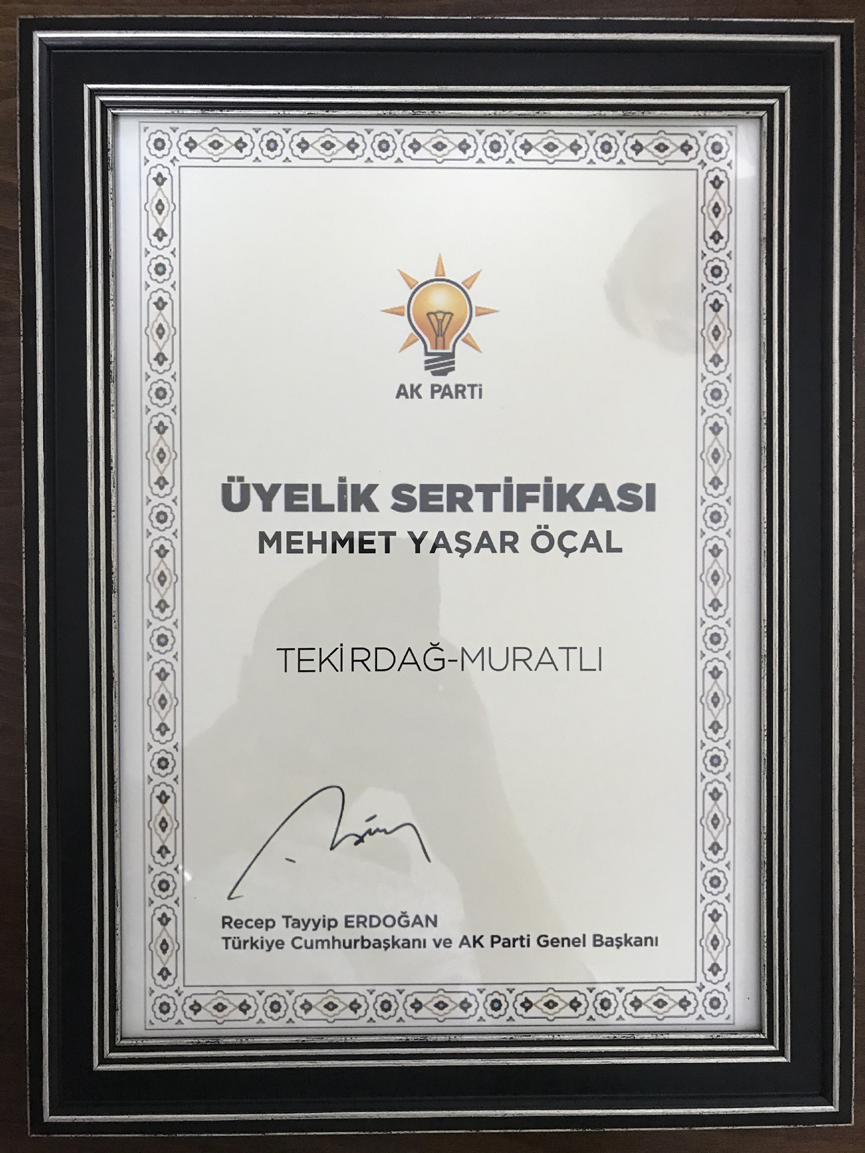 AK PARTİ
ÜYELİK SERTİFİKASI
MEHMET YAŞAR ÖÇAL
TEKİRDAĞ-MURATLI
Recep Tayyip ERDOĞAN
Türkiye Cumhurbaşkanı ve AK Parti Genel Başkanı